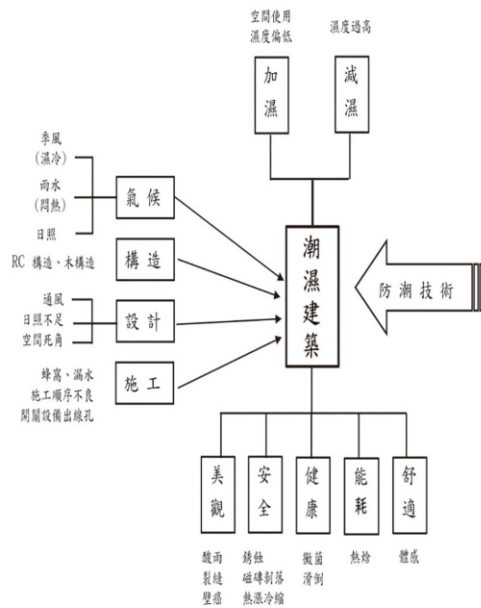 空間使用
濕度偏低
濕度過高
加濕
減濕
季風
(濕冷)
雨水
(悶熱)
日照
氣候
RC 構造、木構造
構造
通風
日照不足
空間死角
設計
蜂窩、漏水
施工順序不良
開關設備出線孔
施工
潮濕建築
防潮技術
美觀
安全
健康
能耗
舒適
酸雨
裂縫
壁癌
銹蝕
磁磚剝落
熱漲冷縮
黴菌
滑倒
熱焓
體感